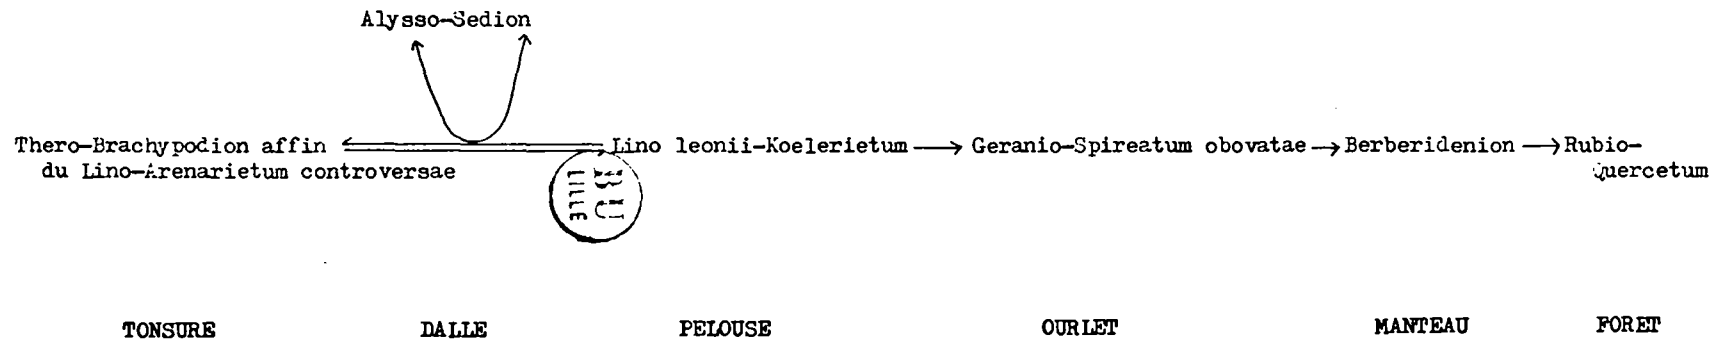 Alysso-Sedion
Thero-Brachypodion affin Lino leonii-Koelerietum Geranio-Spireatum obovatae Berberidenion Rubio-
du Lino-Arenarietum controversae Quercetum
BU
LILLE
TONSURE DALLE PELOUSE OURLET MANTEAU FORET